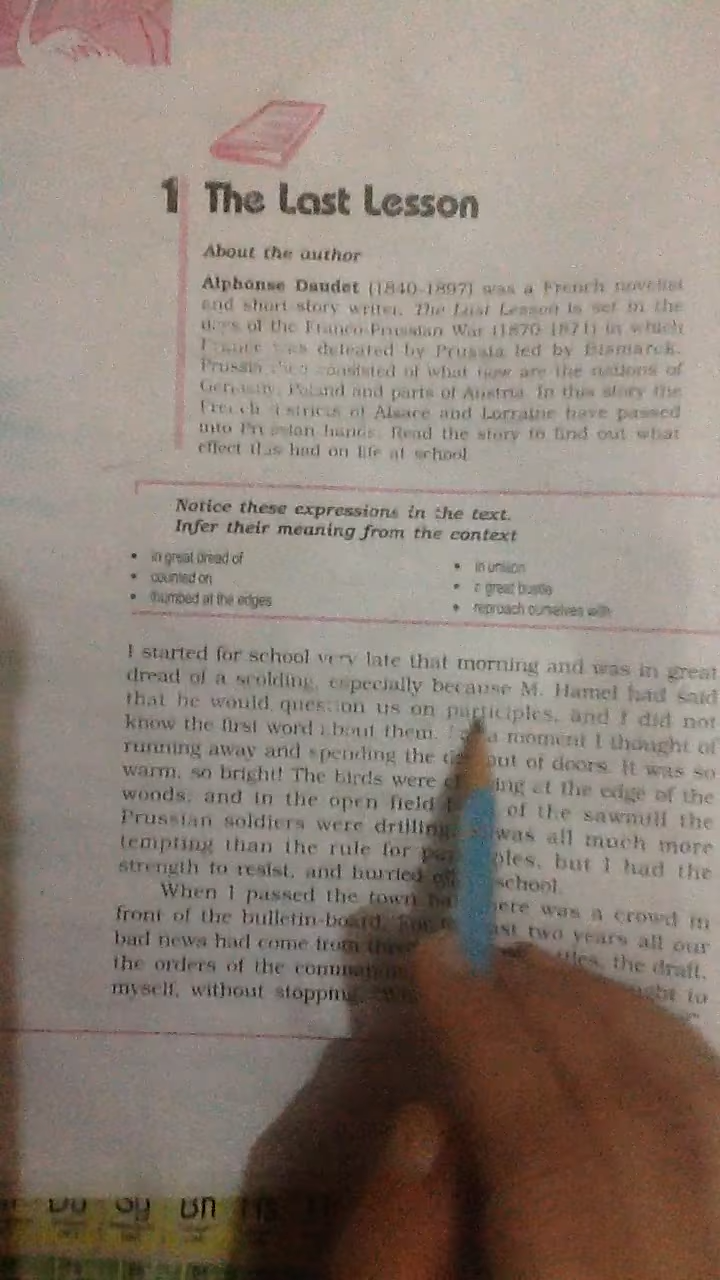 1 The Last Lesson
About the author
Alphonse Daudet (1840-1897) was a French novelist
and short story writer. The Last Lesson is set in the
days of the Franco-Prussian War (1870-1871) in which
France was defeated by Prussia led by Bismarck.
Prussia then consisted of what now are the nations of
Germany, Poland and parts of Austria. In this story the
French districts of Alsace and Lorraine have passed
into Prussian hands. Read the story to find out what
effect this had on life at school.
Notice these expressions in the text.
Infer their meaning from the context
• in great dread of
• counted on
• thumbed at the edges
• in unison
• a great bustle
• reproach ourselves with
I started for school very late that morning and was in great
dread of a scolding, especially because M. Hamel had said
that he would question us on participles, and I did not
know the first word about them. a moment I thought of
running away and spending the out of doors. It was so
warm, so bright! The birds were at the edge of the
woods; and in the open field of the sawmill the
Prussian soldiers were drilling. was all much more
tempting than the rule for but I had the
strength to resist, and hurried school.
When I passed the town there was a crowd in
front of the bulletin-board. two years all our
bad news had come from the draft,
the orders of the
myself, without stopping,